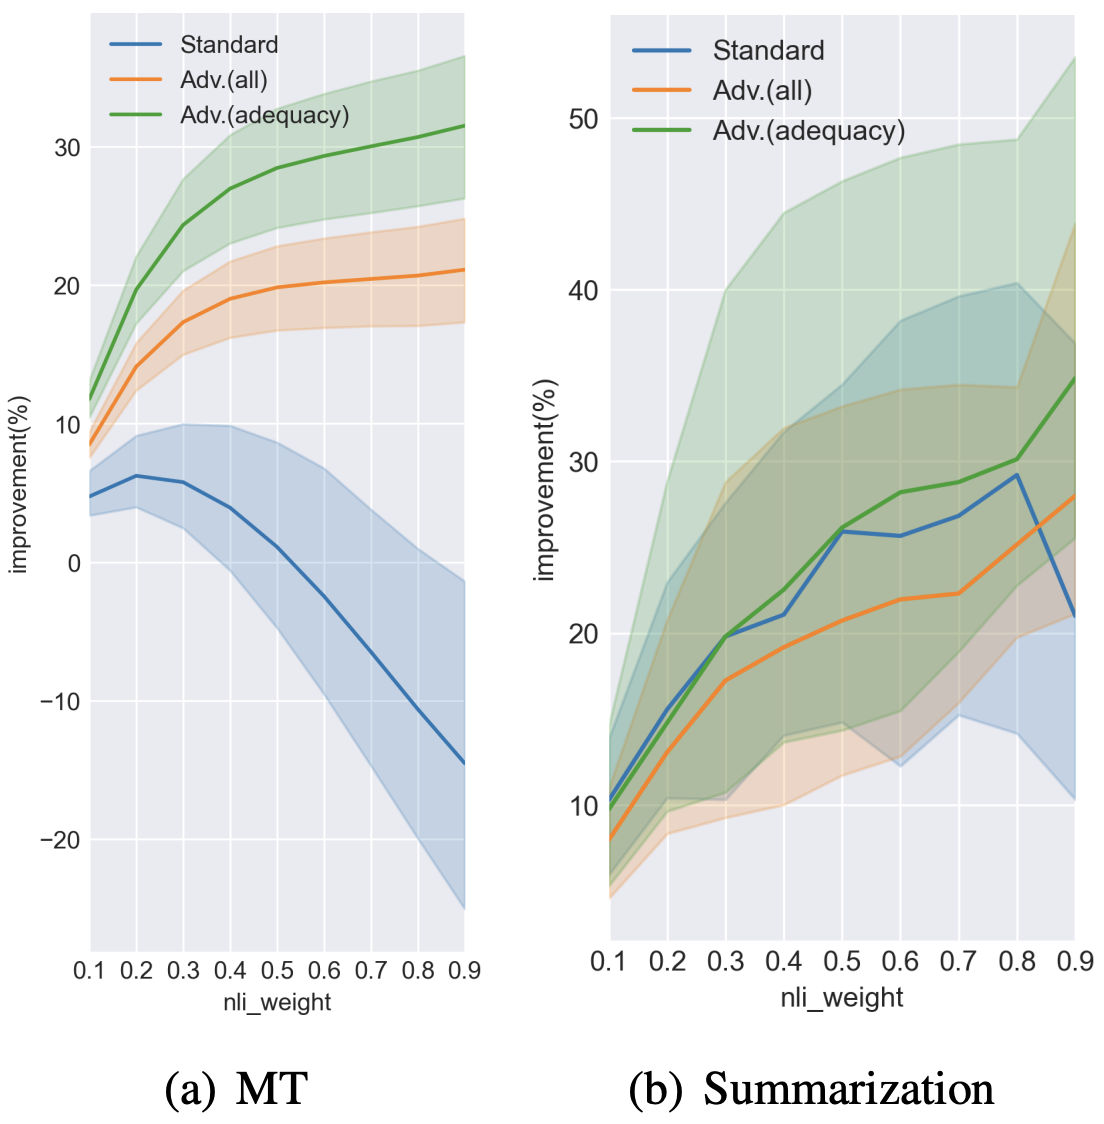 Standard
Adv.(all)
Adv.(adequacy)
30
20
10
0
−10
−20
improvement(%)
0.1 0.2 0.3 0.4 0.5 0.6 0.7 0.8 0.9
nli_weight
(a) MT
Standard
Adv.(all)
Adv.(adequacy)
50
40
30
20
10
improvement(%)
0.1 0.2 0.3 0.4 0.5 0.6 0.7 0.8 0.9
nli_weight
(b) Summarization